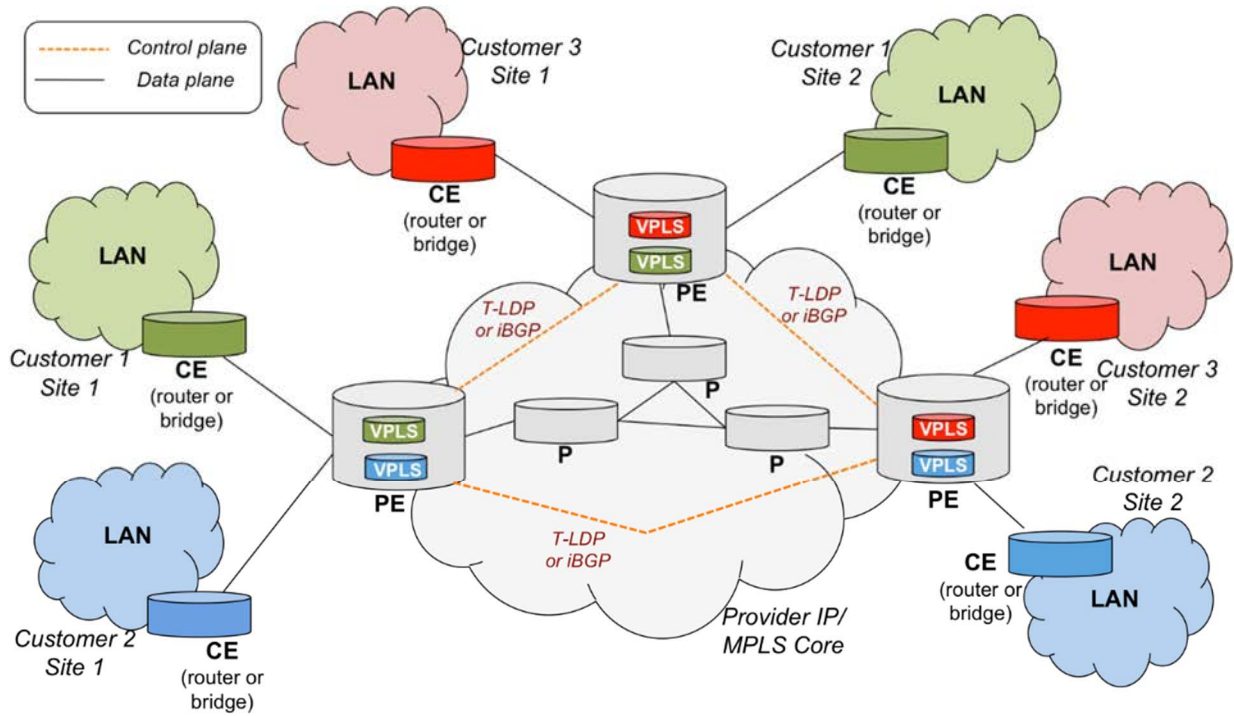 Control plane
Data plane
LAN
Customer 3
Site 1
CE
(router or
bridge)
Customer 1
Site 2
LAN
CE
(router or
bridge)
VPLS
VPLS
PE
LAN
Customer 1
Site 1
CE
(router or
bridge)
T-LDP
or iBGP
T-LDP
or iBGP
LAN
CE
(router or
bridge)
Customer 3
Site 2
P
P
P
VPLS
VPLS
PE
VPLS
VPLS
PE
T-LDP
or iBGP
LAN
Customer 2
Site 1
CE
(router or
bridge)
Customer 2
Site 2
CE
(router or
bridge)
LAN
Provider IP/
MPLS Core